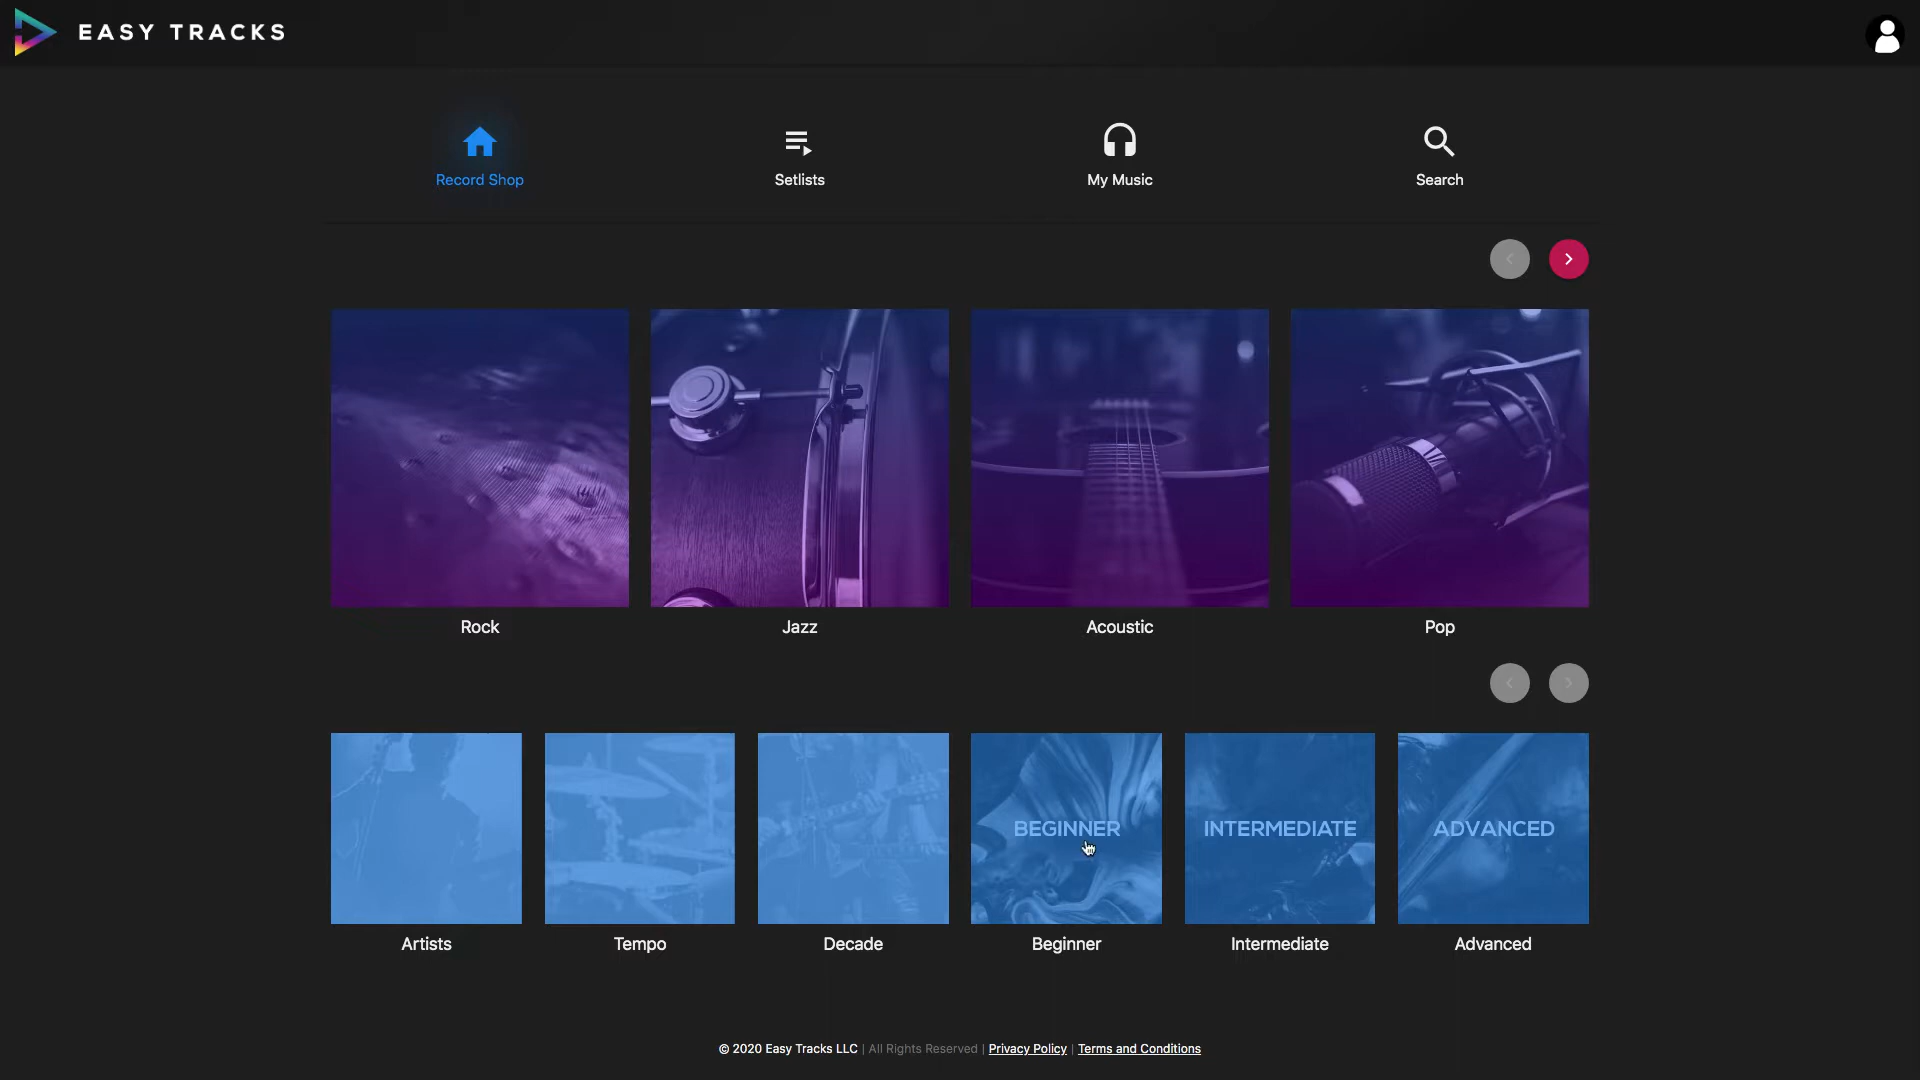 EASY TRACKS
Record Shop
Setlists
My Music
Search
Rock
Jazz
Acoustic
Pop
BEGINNER
INTERMEDIATE
ADVANCED
Artists
Tempo
Decade
Beginner
Intermediate
Advanced
© 2020 Easy Tracks LLC | All Rights Reserved | Privacy Policy | Terms and Conditions